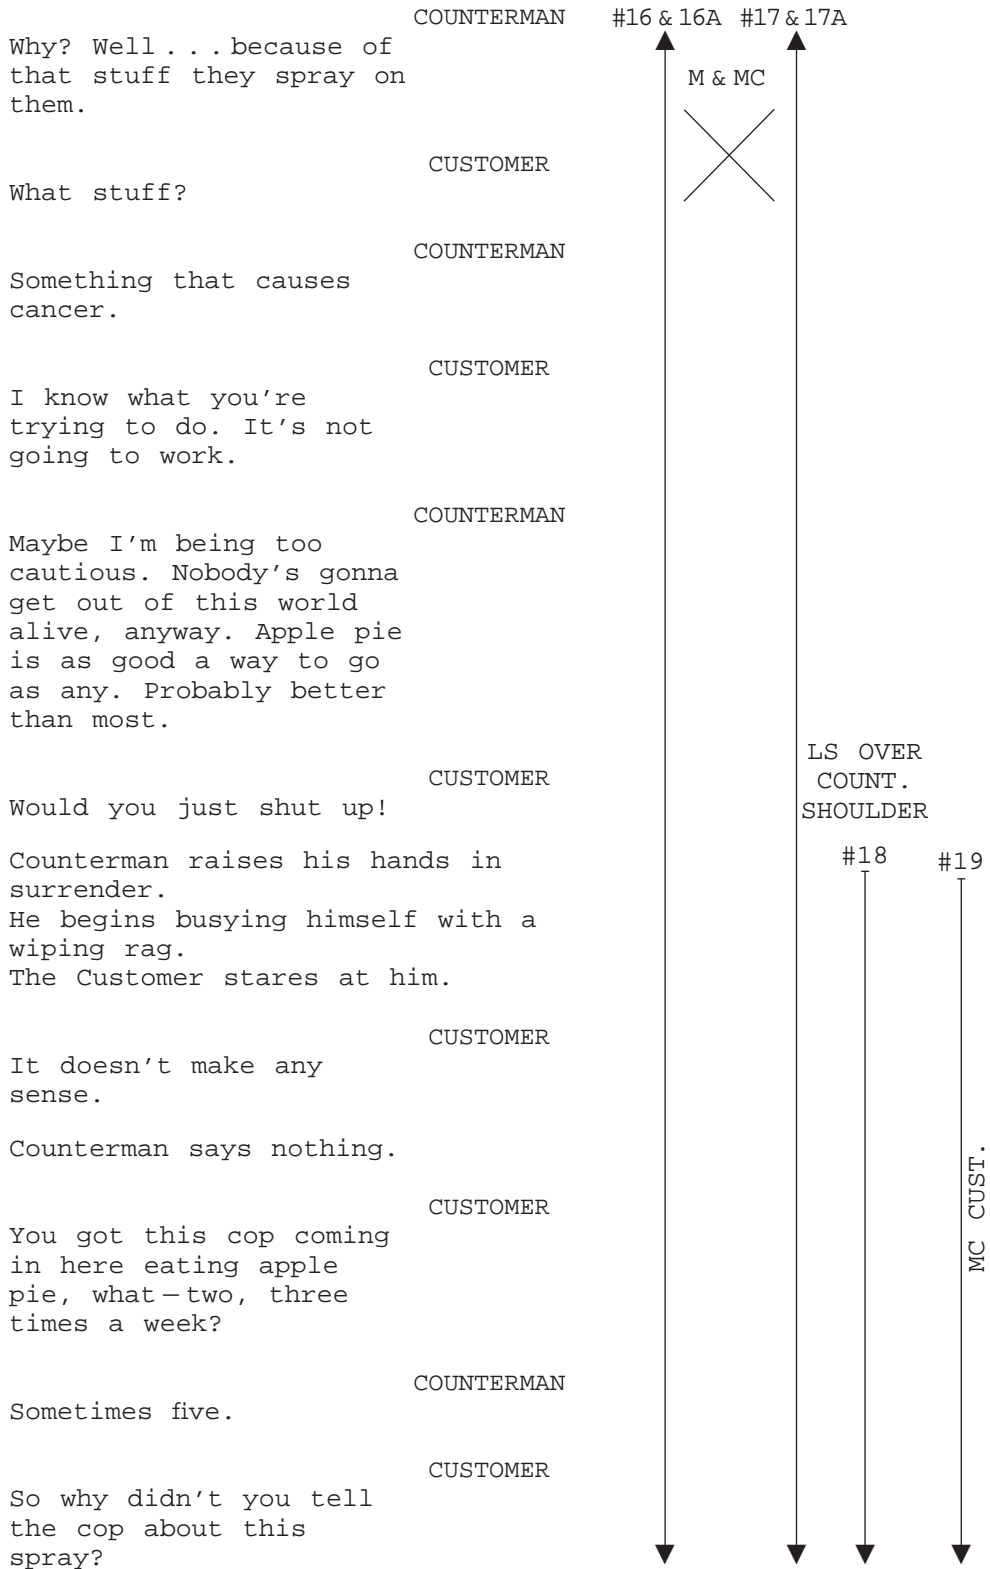 COUNTERMAN #16 & 16A #17 & 17A
Why? Well . . . because of
that stuff they spray on
them.
M & MC
CUSTOMER
What stuff?
COUNTERMAN
Something that causes
cancer.
CUSTOMER
I know what you're
trying to do. It's not
going to work.
COUNTERMAN
Maybe I'm being too
cautious. Nobody's gonna
get out of this world
alive, anyway. Apple pie
is as good a way to go
as any. Probably better
than most.
LS OVER
COUNT.
SHOULDER
CUSTOMER
Would you just shut up!
#18 #19
Counterman raises his hands in
surrender.
He begins busying himself with a
wiping rag.
The Customer stares at him.
CUSTOMER
It doesn't make any
sense.
Counterman says nothing.
MC CUST.
CUSTOMER
You got this cop coming
in here eating apple
pie, what — two, three
times a week?
COUNTERMAN
Sometimes five.
CUSTOMER
So why didn't you tell
the cop about this
spray?